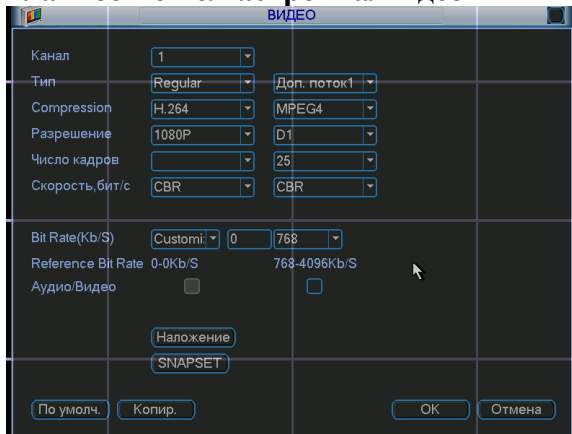 ВИДЕО
Канал 1
Тип Regular Доп. поток1
Compression H.264 MPEG4
Разрешение 1080P D1
Число кадров 25
Скорость,бит/с CBR CBR
Bit Rate(Kb/S) Customi: 0 768
Reference Bit Rate 0-0Kb/S 768-4096Kb/S
Аудио/Видео
Наложение
SNAPSET
По умолч. Копир. OK Отмена